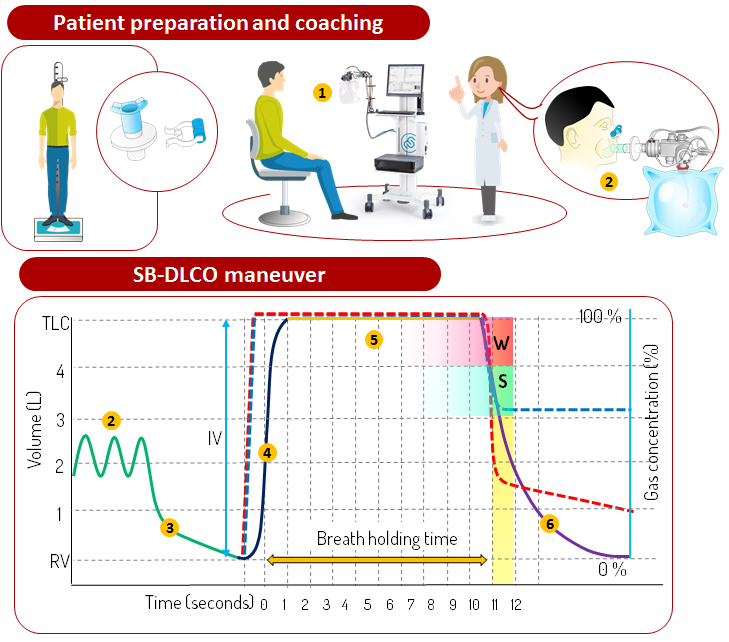 Patient preparation and coaching
1
2
SB-DLCO maneuver
TLC
100 %
W
5
4
S
3
2
IV
4
2
Volume (L)
Gas concentration (%)
1
3
6
Breath holding time
RV
0 %
Time (seconds) 0 1 2 3 4 5 6 7 8 9 10 11 12